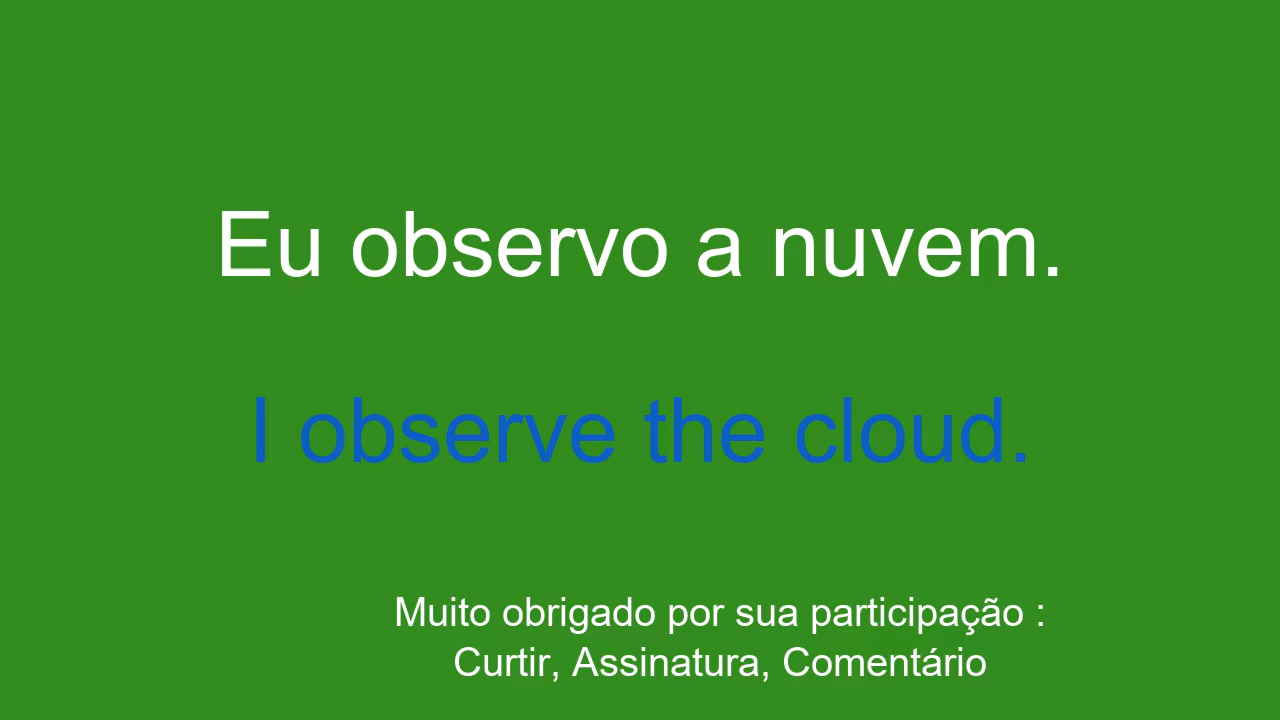 Eu observo a nuvem.
I observe the cloud.
Muito obrigado por sua participação :
Curtir, Assinatura, Comentário